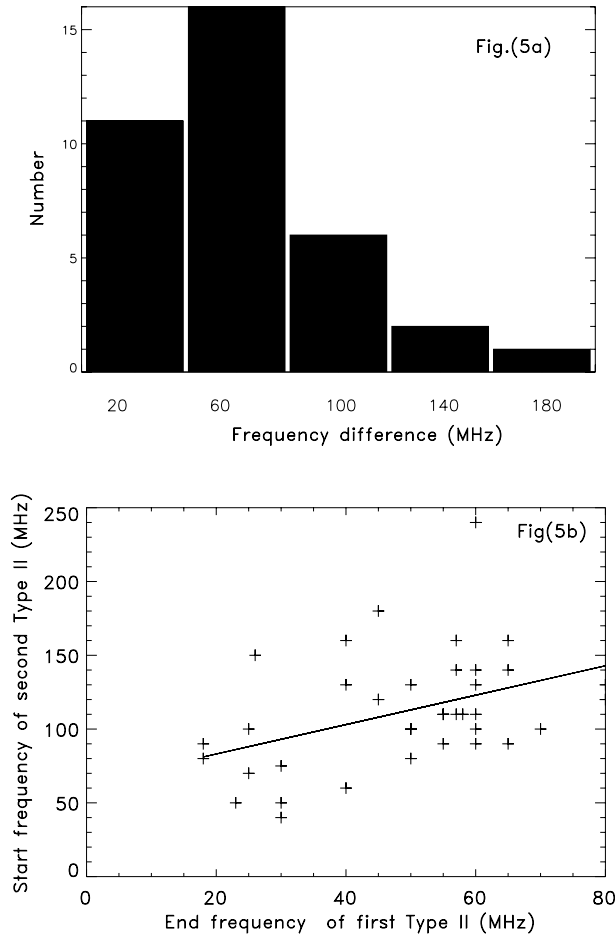 15
Fig.(5a)
10
5
0
Number
20 60 100 140 180
Frequency difference (MHz)
250
Fig(5b)
200
150
100
50
0
Start frequency of second Type II (MHz)
0 20 40 60 80
End frequency of first Type II (MHz)